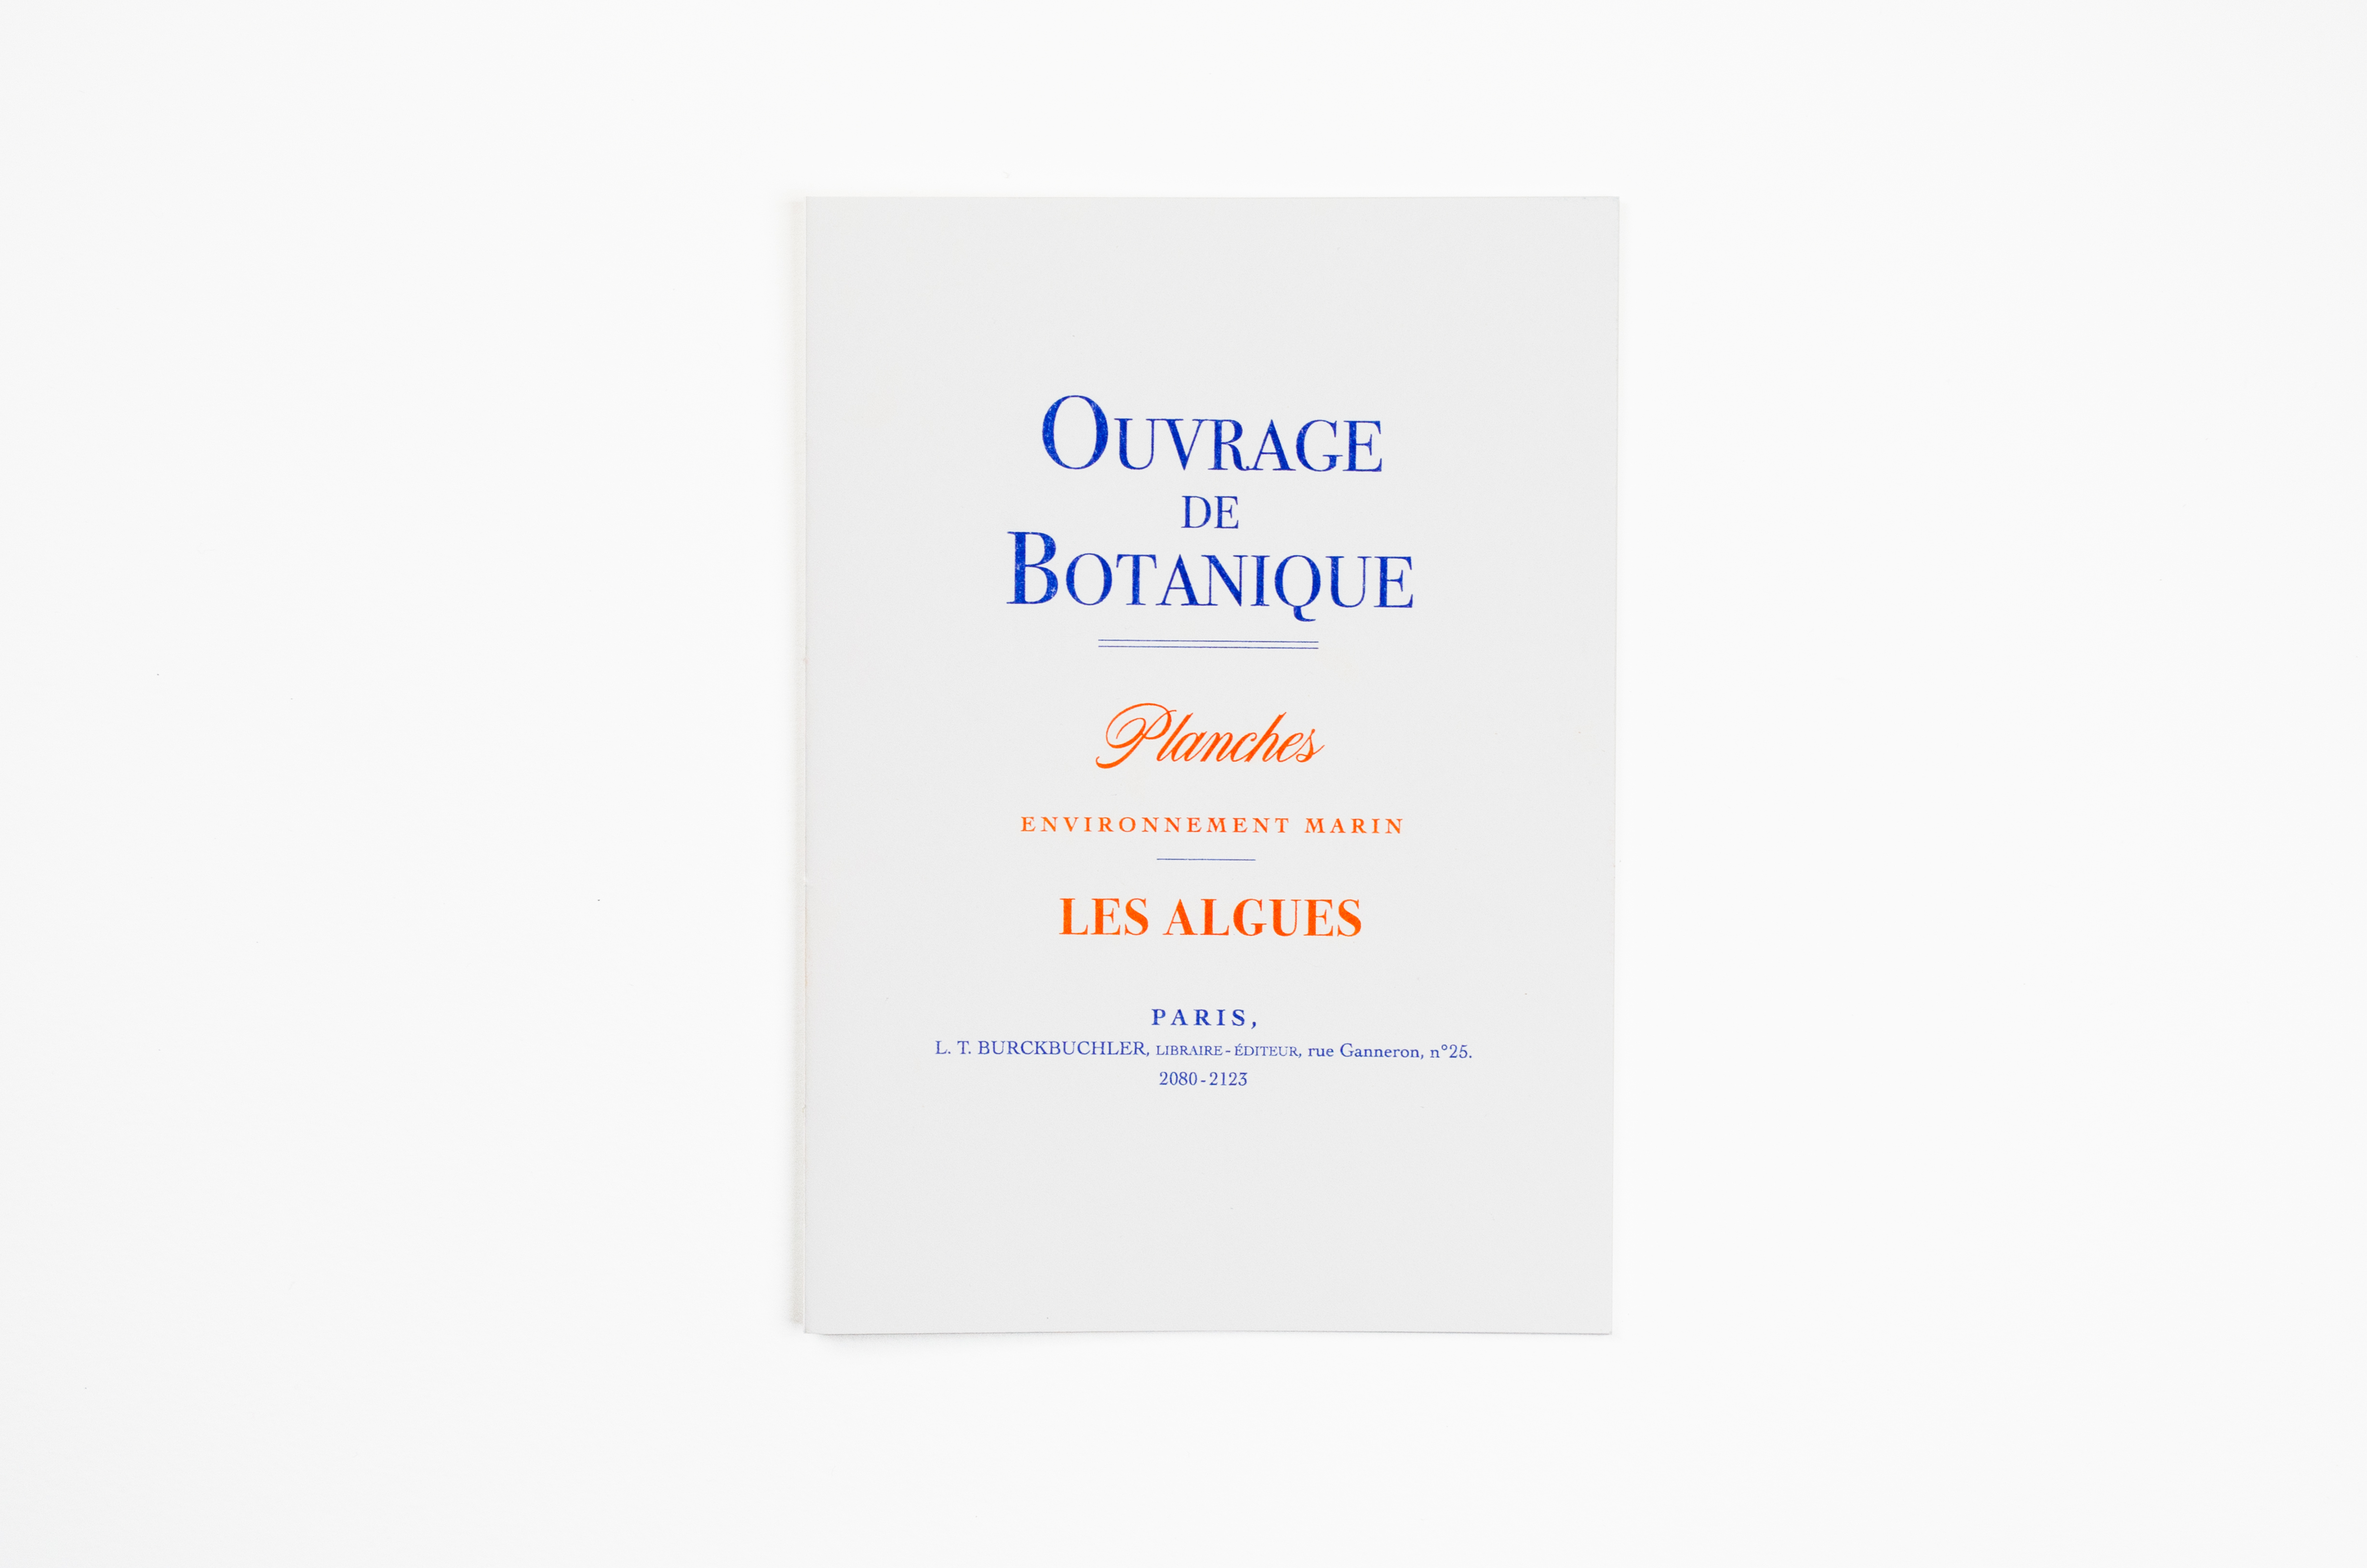 OUVRAGE
DE
BOTANIQUE
Planches
ENVIRONNEMENT MARIN
LES ALGUES
PARIS,
L. T. BURCKBUCHLER, LIBRAIRE-ÉDITEUR, rue Ganneron, n°25.
2080-2123